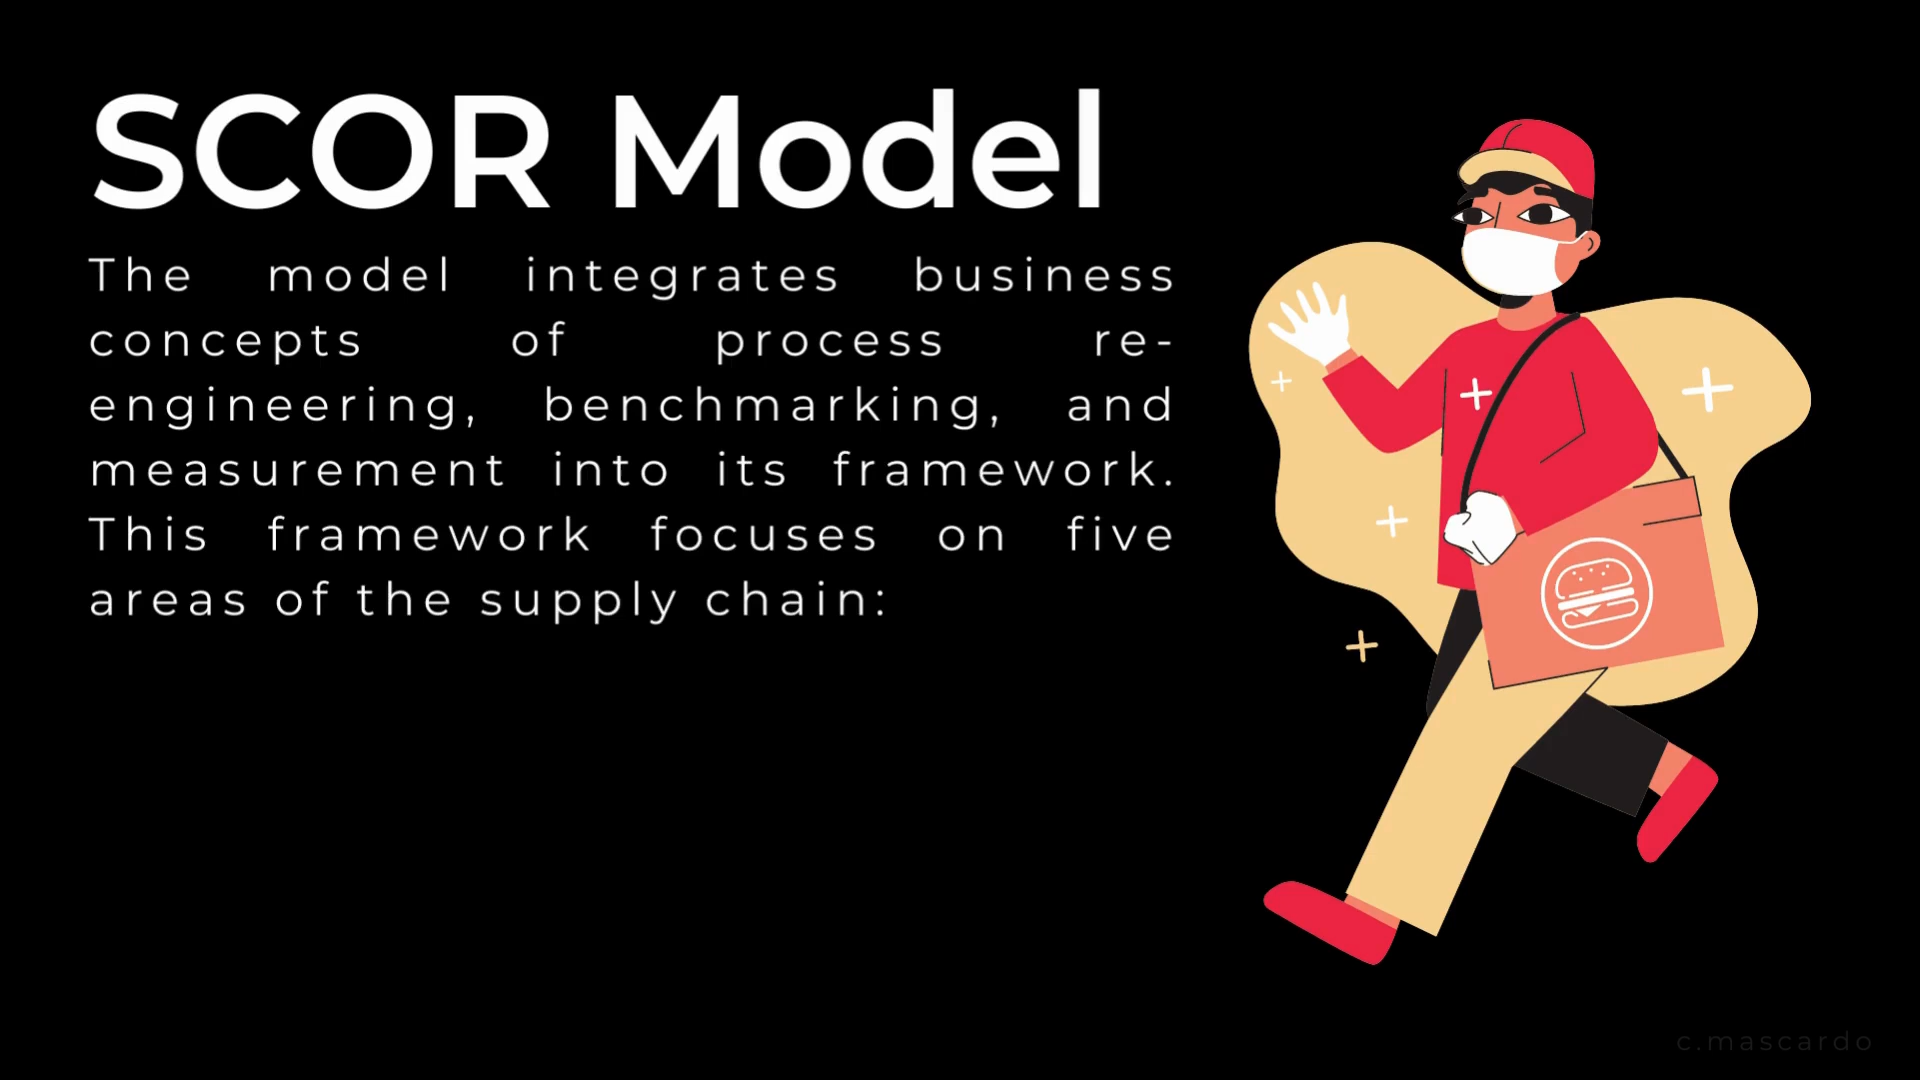 SCOR Model
The model integrates business
concepts of process re-
engineering, benchmarking, and
measurement into its framework.
This framework focuses on five
areas of the supply chain:
c.mascardo